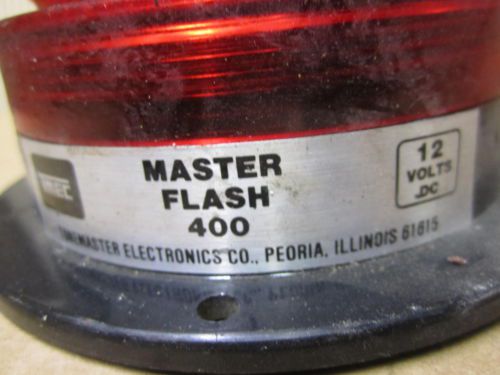 MASTER
FLASH
400
12
VOLTS
DC
ELECTRONICS CO., PEORIA, ILLINOIS 61615